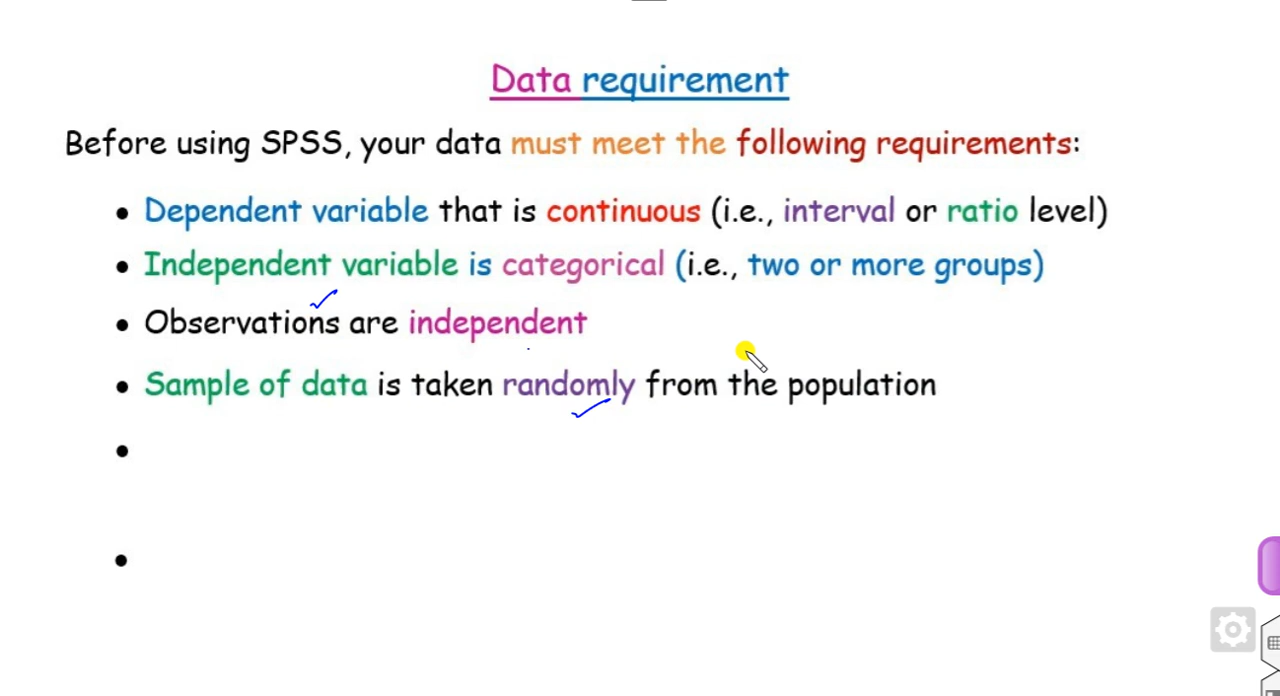 Data requirement
Before using SPSS, your data must meet the following requirements:
• Dependent variable that is continuous (i.e., interval or ratio level)
• Independent variable is categorical (i.e., two or more groups)
• Observations are independent
• Sample of data is taken randomly from the population
•
•